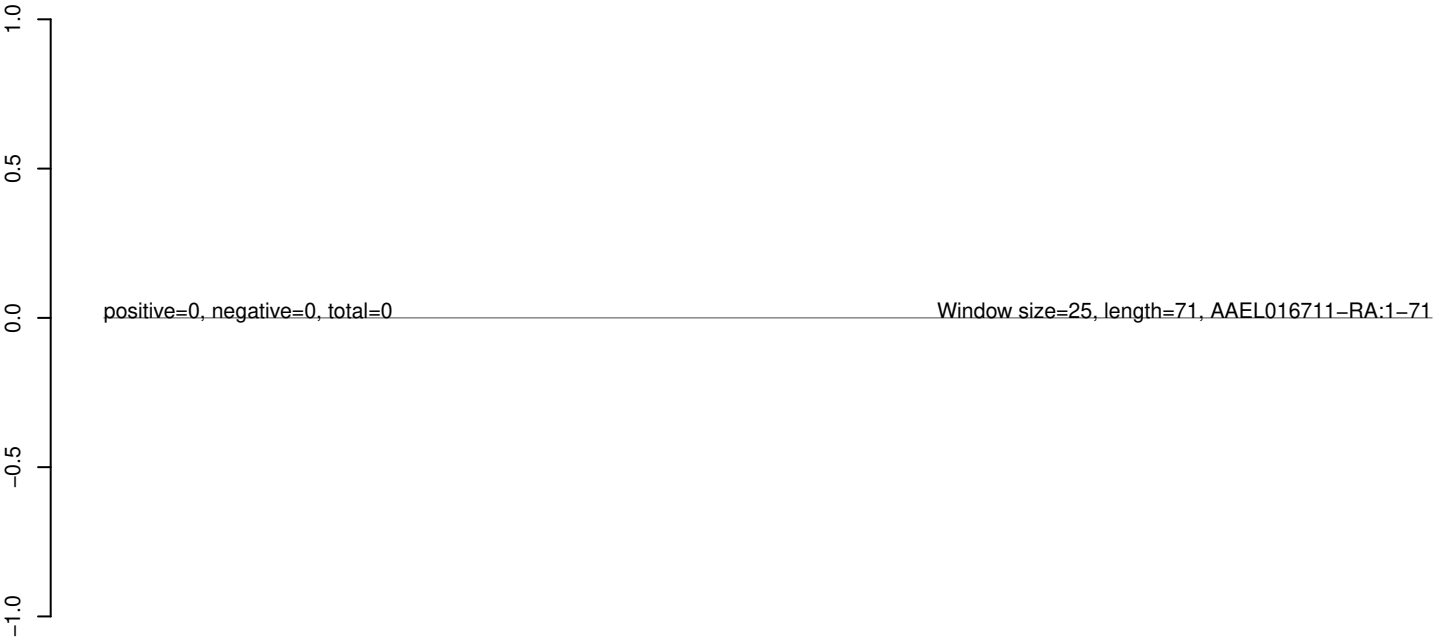 1.0
0.5
0.0
positive=0, negative=0, total=0
Window size=25, length=71, AAEL016711−RA:1−71
−0.5
−1.0